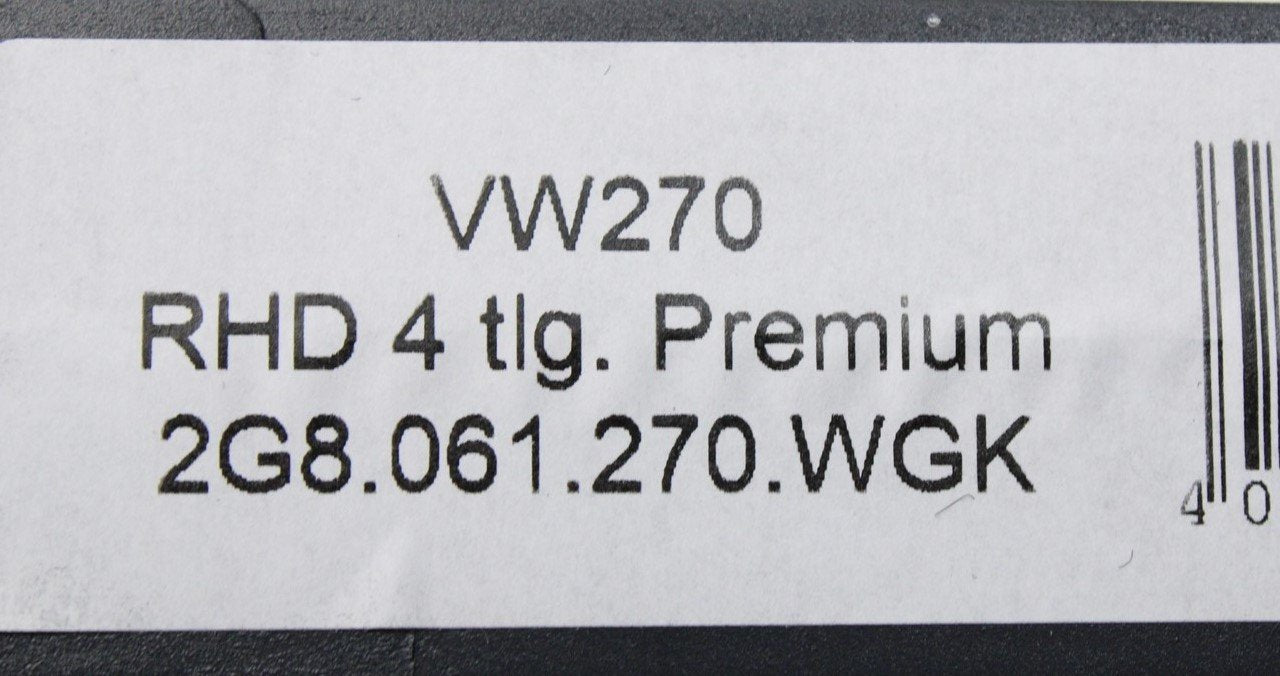 VW270
RHD 4 tlg. Premium
2G8.061.270.WGK
40